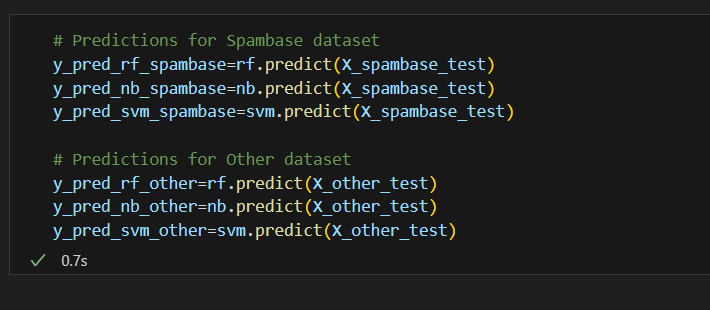 # Predictions for Spambase dataset
y_pred_rf_spambase=rf.predict(X_spambase_test)
y_pred_nb_spambase=nb.predict(X_spambase_test)
y_pred_svm_spambase=svm.predict(X_spambase_test)
# Predictions for Other dataset
y_pred_rf_other=rf.predict(X_other_test)
y_pred_nb_other=nb.predict(X_other_test)
y_pred_svm_other=svm.predict(X_other_test)
✓ 0.7s